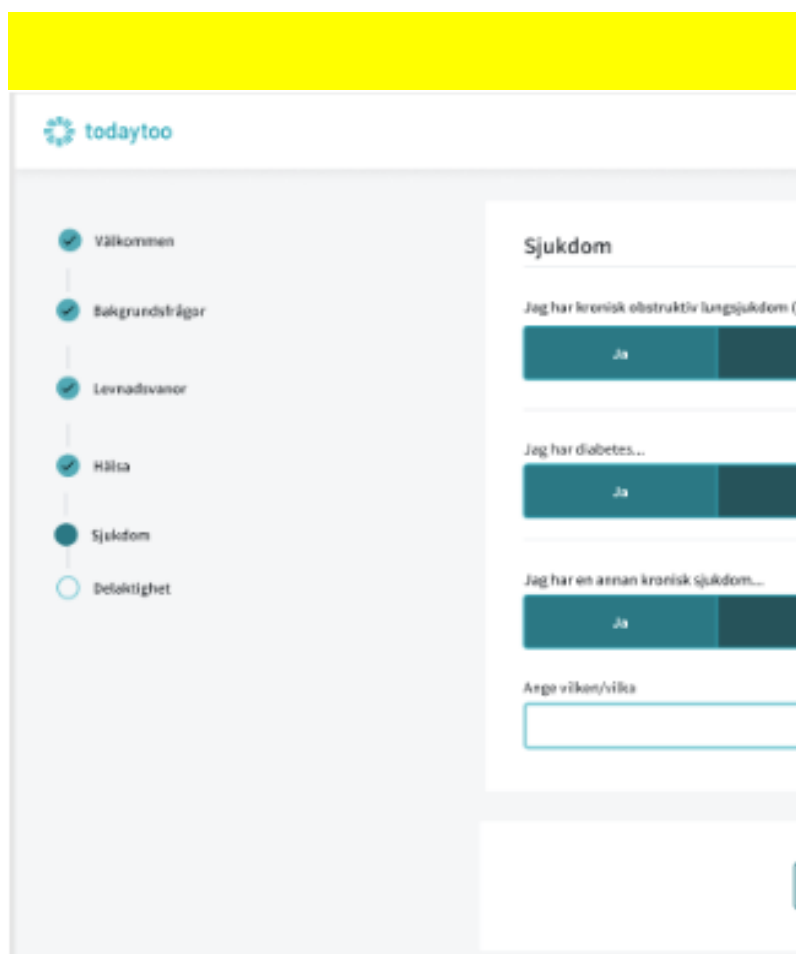 todaytoo
Välkommen
Bakgrundsfrågor
Levnadsvanor
Hälsa
Sjukdom
Delaktighet
Sjukdom
Jag har kronisk obstruktiv lungsjukdom (
Ja
Jag har diabetes...
Ja
Jag har en annan kronisk sjukdom...
Ja
Ange vilken/vilka